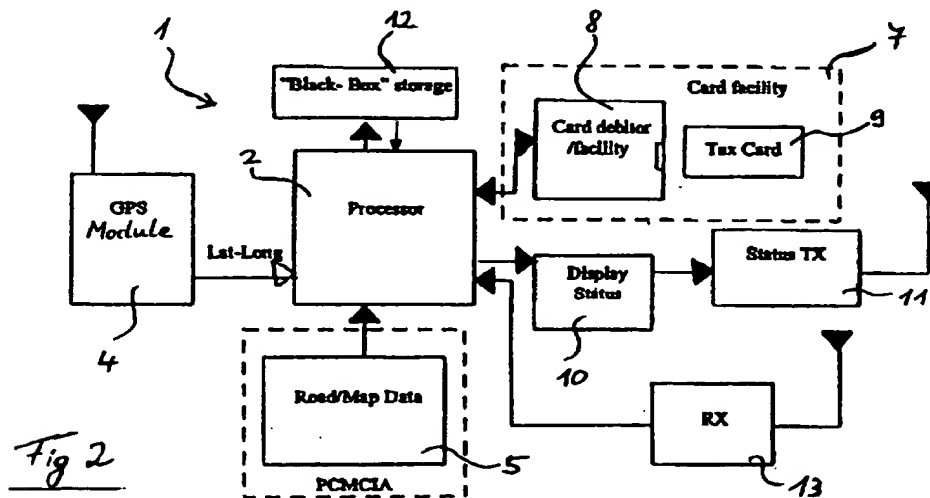 1
12
8
7
"Black- Box" storage
Card facility
Card debitor
/facility
9
Tax Card
2
Processor
GPS
Module
Lat-Long
4
Display
Status
10
Status TX
11
Road/Map Data
5
PCMCIA
RX
13
Fig 2